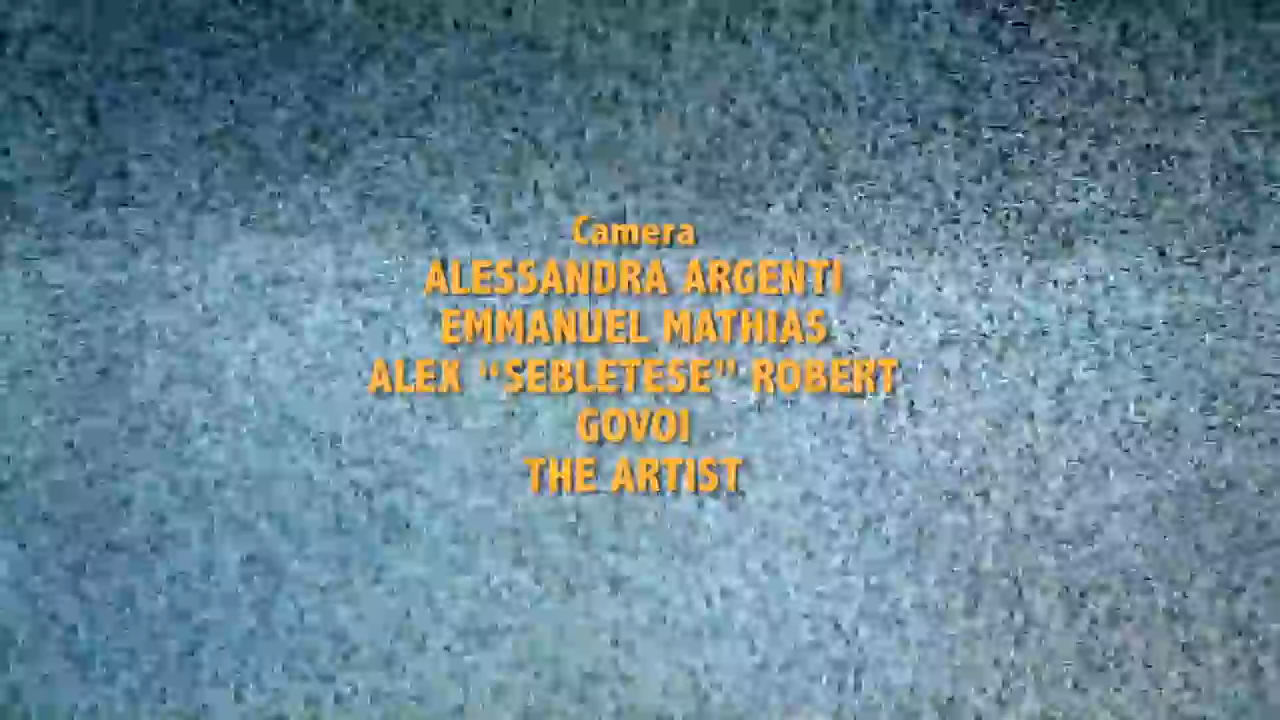 Camera
ALESSANDRA ARGENTI
EMMANUEL MATHIAS
ALEX “SEBLETESE” ROBERT
GOVOI
THE ARTIST